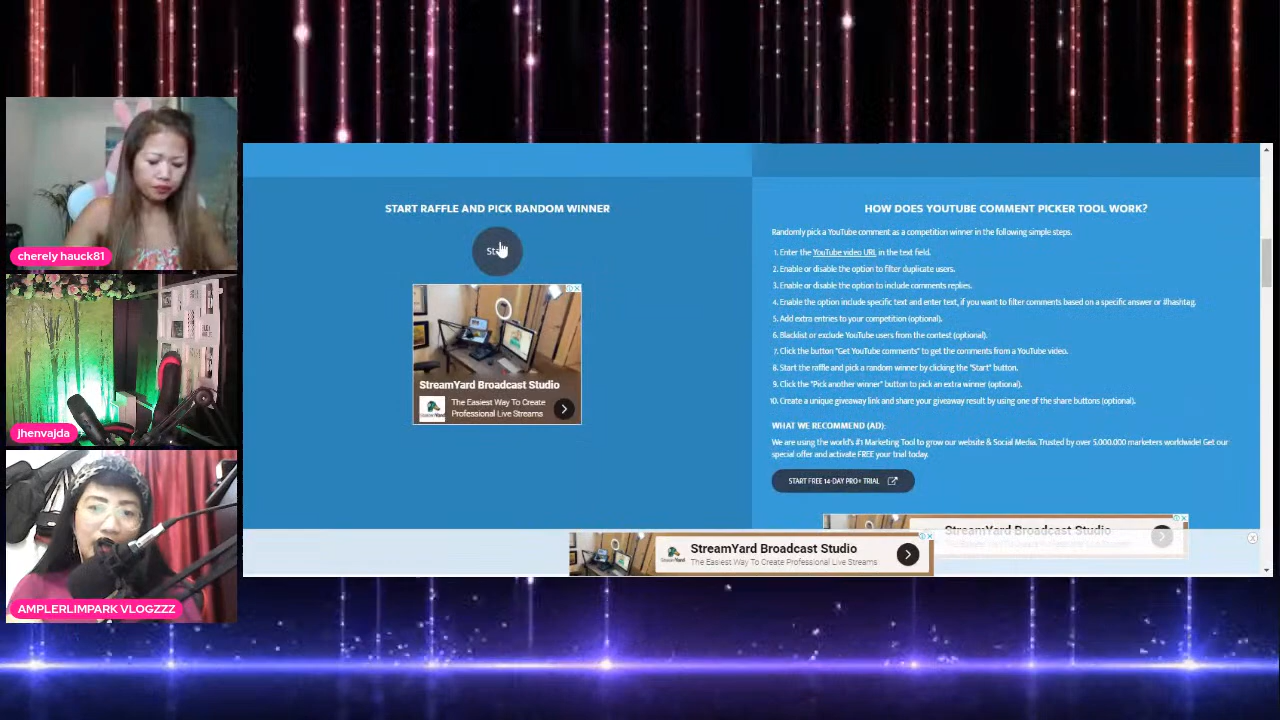 cherely hauck81
jhenvajda
AMPLERLIMPARK VLOGZZZ
START RAFFLE AND PICK RANDOM WINNER
StreamYard Broadcast Studio
The Easiest Way To Create
Professional Live Streams
HOW DOES YOUTUBE COMMENT PICKER TOOL WORK?
Randomly pick a YouTube comment as a competition winner in the following simple steps.
1. Enter the YouTube video URL in the text field.
2. Enable or disable the option to filter duplicate users.
3. Enable or disable the option to include comments replies.
4. Enable the option include specific text and enter text, if you want to filter comments based on a specific answer or #hashtag.
5. Add extra entries to your competition (optional).
6. Blacklist or exclude YouTube users from the contest (optional).
7. Click the button "Get YouTube comments" to get the comments from a YouTube video.
8. Start the raffle and pick a random winner by clicking the "Start" button.
9. Click the "Pick another winner" button to pick an extra winner (optional).
10. Create a unique giveaway link and share your giveaway result by using one of the share buttons (optional).
WHAT WE RECOMMEND (AD):
We are using the world's #1 Marketing Tool to grow our website & Social Media. Trusted by over 5.000.000 marketers worldwide! Get our
special offer and activate FREE your trial today.
START FREE 14-DAY PRO+ TRIAL
StreamYard Broadcast Studio
StreamYard Broadcast Studio
The Easiest Way To Create Professional Live Streams